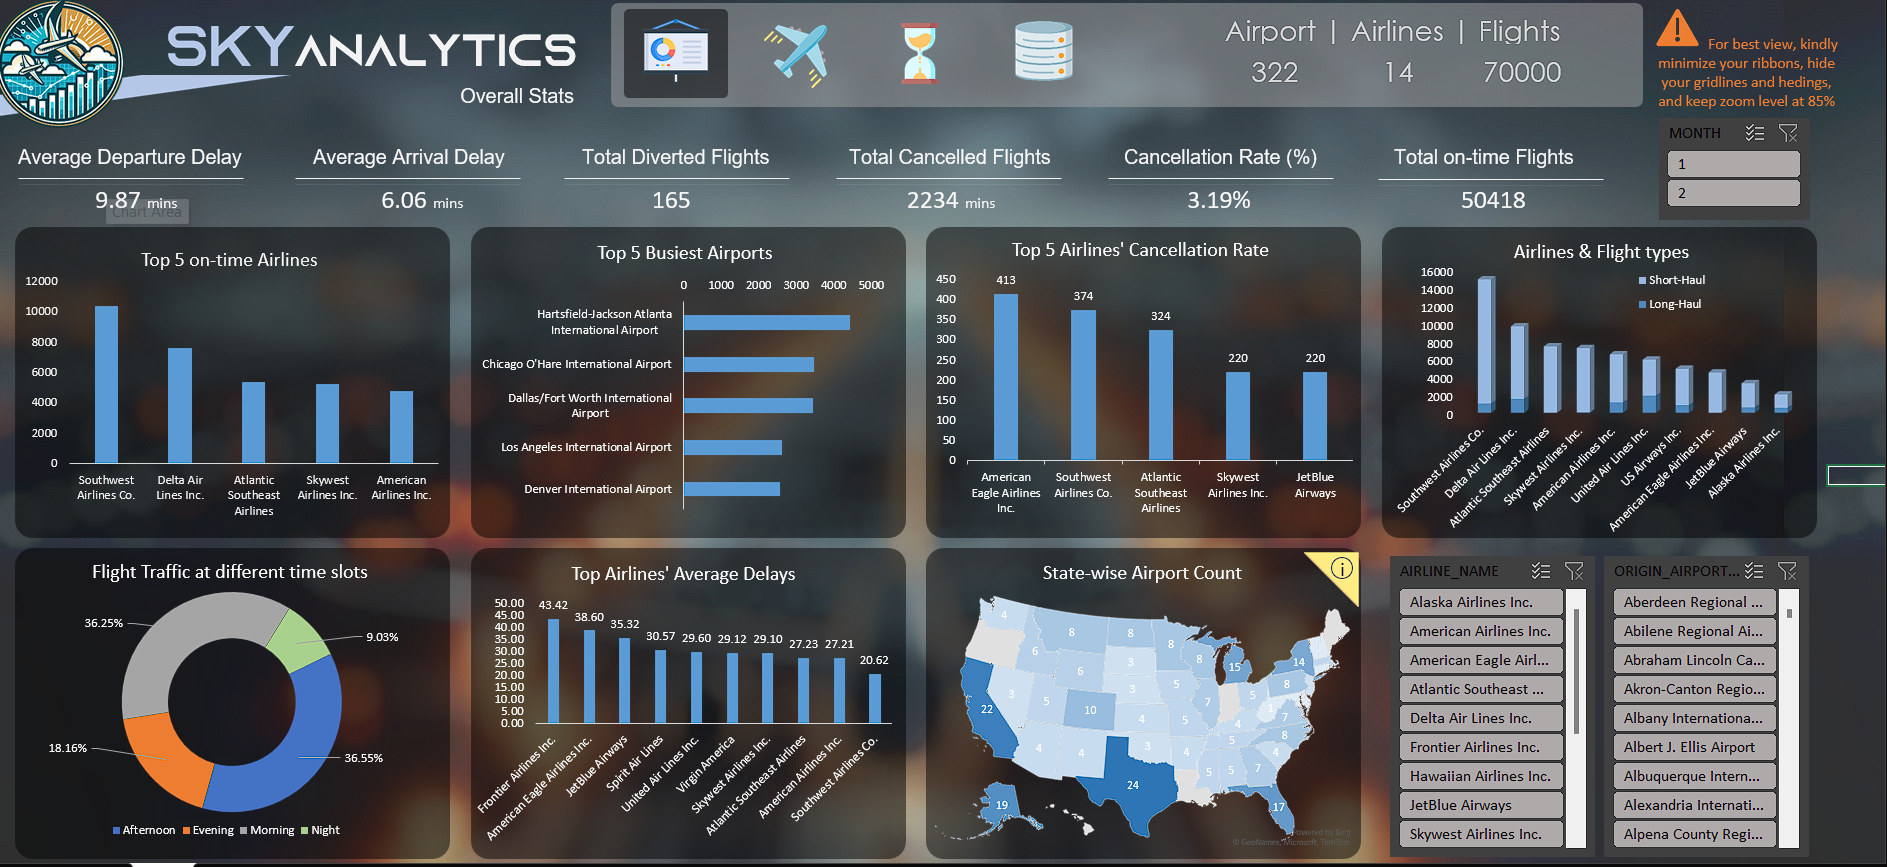 SKYANALYTICS
Overall Stats
Airport | Airlines | Flights
322 14 70000
For best view, kindly
minimize your ribbons, hide
your gridlines and hedings,
and keep zoom level at 85%
MONTH
1
2
Average Departure Delay
9.87 mins
Chart Area
Average Arrival Delay
6.06 mins
Total Diverted Flights
165
Total Cancelled Flights
2234 mins
Cancellation Rate (%)
3.19%
Total on-time Flights
50418
Top 5 on-time Airlines
12000
10000
8000
6000
4000
2000
0
Southwest
Airlines Co.
Delta Air
Lines Inc.
Atlantic
Southeast
Airlines
Skywest
Airlines Inc.
American
Airlines Inc.
Top 5 Busiest Airports
0 1000 2000 3000 4000 5000
Hartsfield-Jackson Atlanta
International Airport
Chicago O'Hare International Airport
Dallas/Fort Worth International
Airport
Los Angeles International Airport
Denver International Airport
Top 5 Airlines' Cancellation Rate
450
400
350
300
250
200
150
100
50
0
413
374
324
220
220
American
Eagle Airlines
Inc.
Southwest
Airlines Co.
Atlantic
Southeast
Airlines
Skywest
Airlines Inc.
JetBlue
Airways
Airlines & Flight types
Short-Haul
Long-Haul
16000
14000
12000
10000
8000
6000
4000
2000
0
Southwest Airlines Co.
Delta Air Lines Inc.
Atlantic Southeast Airlines
Skywest Airlines Inc.
American Airlines Inc.
United Air Lines Inc.
US Airways Inc.
American Eagle Airlines Inc.
JetBlue Airways
Alaska Airlines Inc.
Flight Traffic at different time slots
36.25%
9.03%
18.16%
36.55%
Afternoon Evening Morning Night
Top Airlines' Average Delays
50.00
45.00
40.00
35.00
30.00
25.00
20.00
15.00
10.00
5.00
0.00
43.42
38.60
35.32
30.57
29.60
29.12
29.10
27.23
27.21
20.62
Frontier Airlines Inc.
American Eagle Airlines Inc.
JetBlue Airways
Spirit Air Lines
United Air Lines Inc.
Virgin America
Skywest Airlines Inc.
Atlantic Southeast Airlines
American Airlines Inc.
Southwest Airlines Co.
State-wise Airport Count
4
8 8 8
6 3 8 15 14
6 5 8
22 3 5 10 3 7 5 1 7
4 5 4 8
4 4 3 4 5 4
24 5 5 7
19 17
Powered by Bing
© GeoNames, Microsoft, TomTom
AIRLINE_NAME
Alaska Airlines Inc.
American Airlines Inc.
American Eagle Airl...
Atlantic Southeast ...
Delta Air Lines Inc.
Frontier Airlines Inc.
Hawaiian Airlines Inc.
JetBlue Airways
Skywest Airlines Inc.
ORIGIN_AIRPORT...
Aberdeen Regional ...
Abilene Regional Ai...
Abraham Lincoln Ca...
Akron-Canton Regio...
Albany Internationa...
Albert J. Ellis Airport
Albuquerque Intern...
Alexandria Internati...
Alpena County Regi...